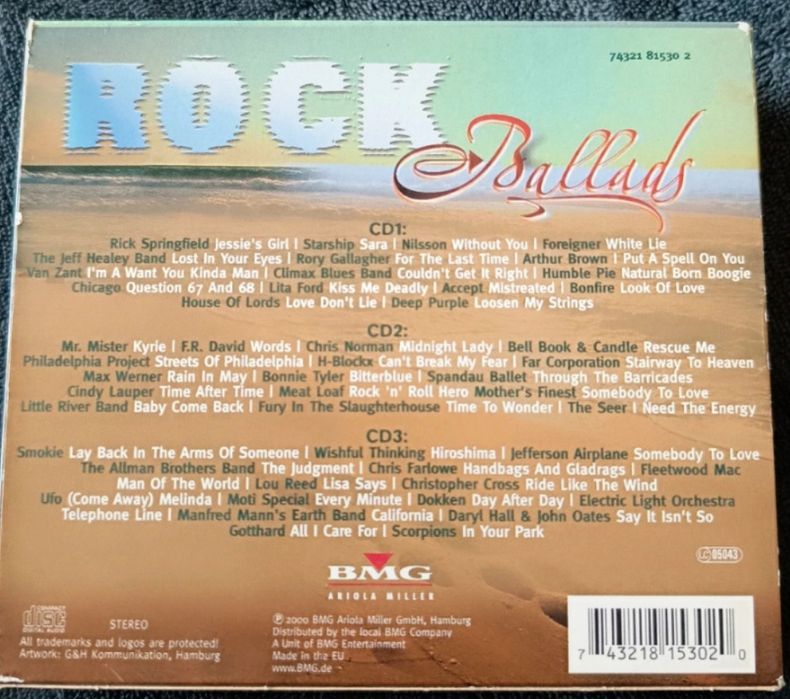 74321 81530 2
ROCK
Ballads
CD1:
Rick Springfield Jessie's Girl | Starship Sara | Nilsson Without You | Foreigner White Lie
The Jeff Healey Band Lost In Your Eyes | Rory Gallagher For The Last Time | Arthur Brown I Put A Spell On You
Van Zant I'm A Want You Kinda Man | Climax Blues Band Couldn't Get It Right | Humble Pie Natural Born Boogie
Chicago Question 67 And 68 | Lita Ford Kiss Me Deadly | Accept Mistreated | Bonfire Look Of Love
House Of Lords Love Don't Lie | Deep Purple Loosen My Strings
CD2:
Mr. Mister Kyrie | F.R. David Words | Chris Norman Midnight Lady | Bell Book & Candle Rescue Me
Philadelphia Project Streets Of Philadelphia | H-Blockx Can't Break My Fear | Far Corporation Stairway To Heaven
Max Werner Rain In May | Bonnie Tyler Bitterblue | Spandau Ballet Through The Barricades
Cindy Lauper Time After Time | Meat Loaf Rock 'n' Roll Hero Mother's Finest Somebody To Love
Little River Band Baby Come Back | Fury In The Slaughterhouse Time To Wonder | The Seer I Need The Energy
CD3:
Smokie Lay Back In The Arms Of Someone | Wishful Thinking Hiroshima | Jefferson Airplane Somebody To Love
The Allman Brothers Band The Judgment | Chris Farlowe Handbags And Gladrags | Fleetwood Mac
Man Of The World | Lou Reed Lisa Says | Christopher Cross Ride Like The Wind
Ufo (Come Away) Melinda | Moti Special Every Minute | Dokken Day After Day | Electric Light Orchestra
Telephone Line | Manfred Mann's Earth Band California | Daryl Hall & John Oates Say It Isn't So
Gotthard All I Care For | Scorpions In Your Park
BMG
ARIOLA MILLER
LC 05043
COMPACT
disc
DIGITAL AUDIO
STEREO
All trademarks and logos are protected!
Artwork: G&H Kommunikation, Hamburg
℗ 2000 BMG Ariola Miller GmbH, Hamburg
Distributed by the local BMG Company
A Unit of BMG Entertainment
Made in the EU
www.BMG.de
7 43218 15302 0